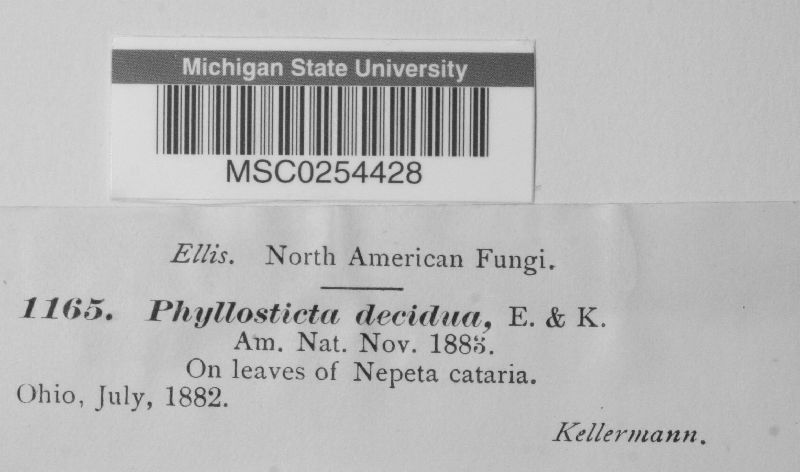 Michigan State University
MSC0254428
Ellis. North American Fungi.
1165. Phyllosticta decidua, E. & K.
Am. Nat. Nov. 1883.
On leaves of Nepeta cataria.
Ohio, July, 1882.
Kellermann.